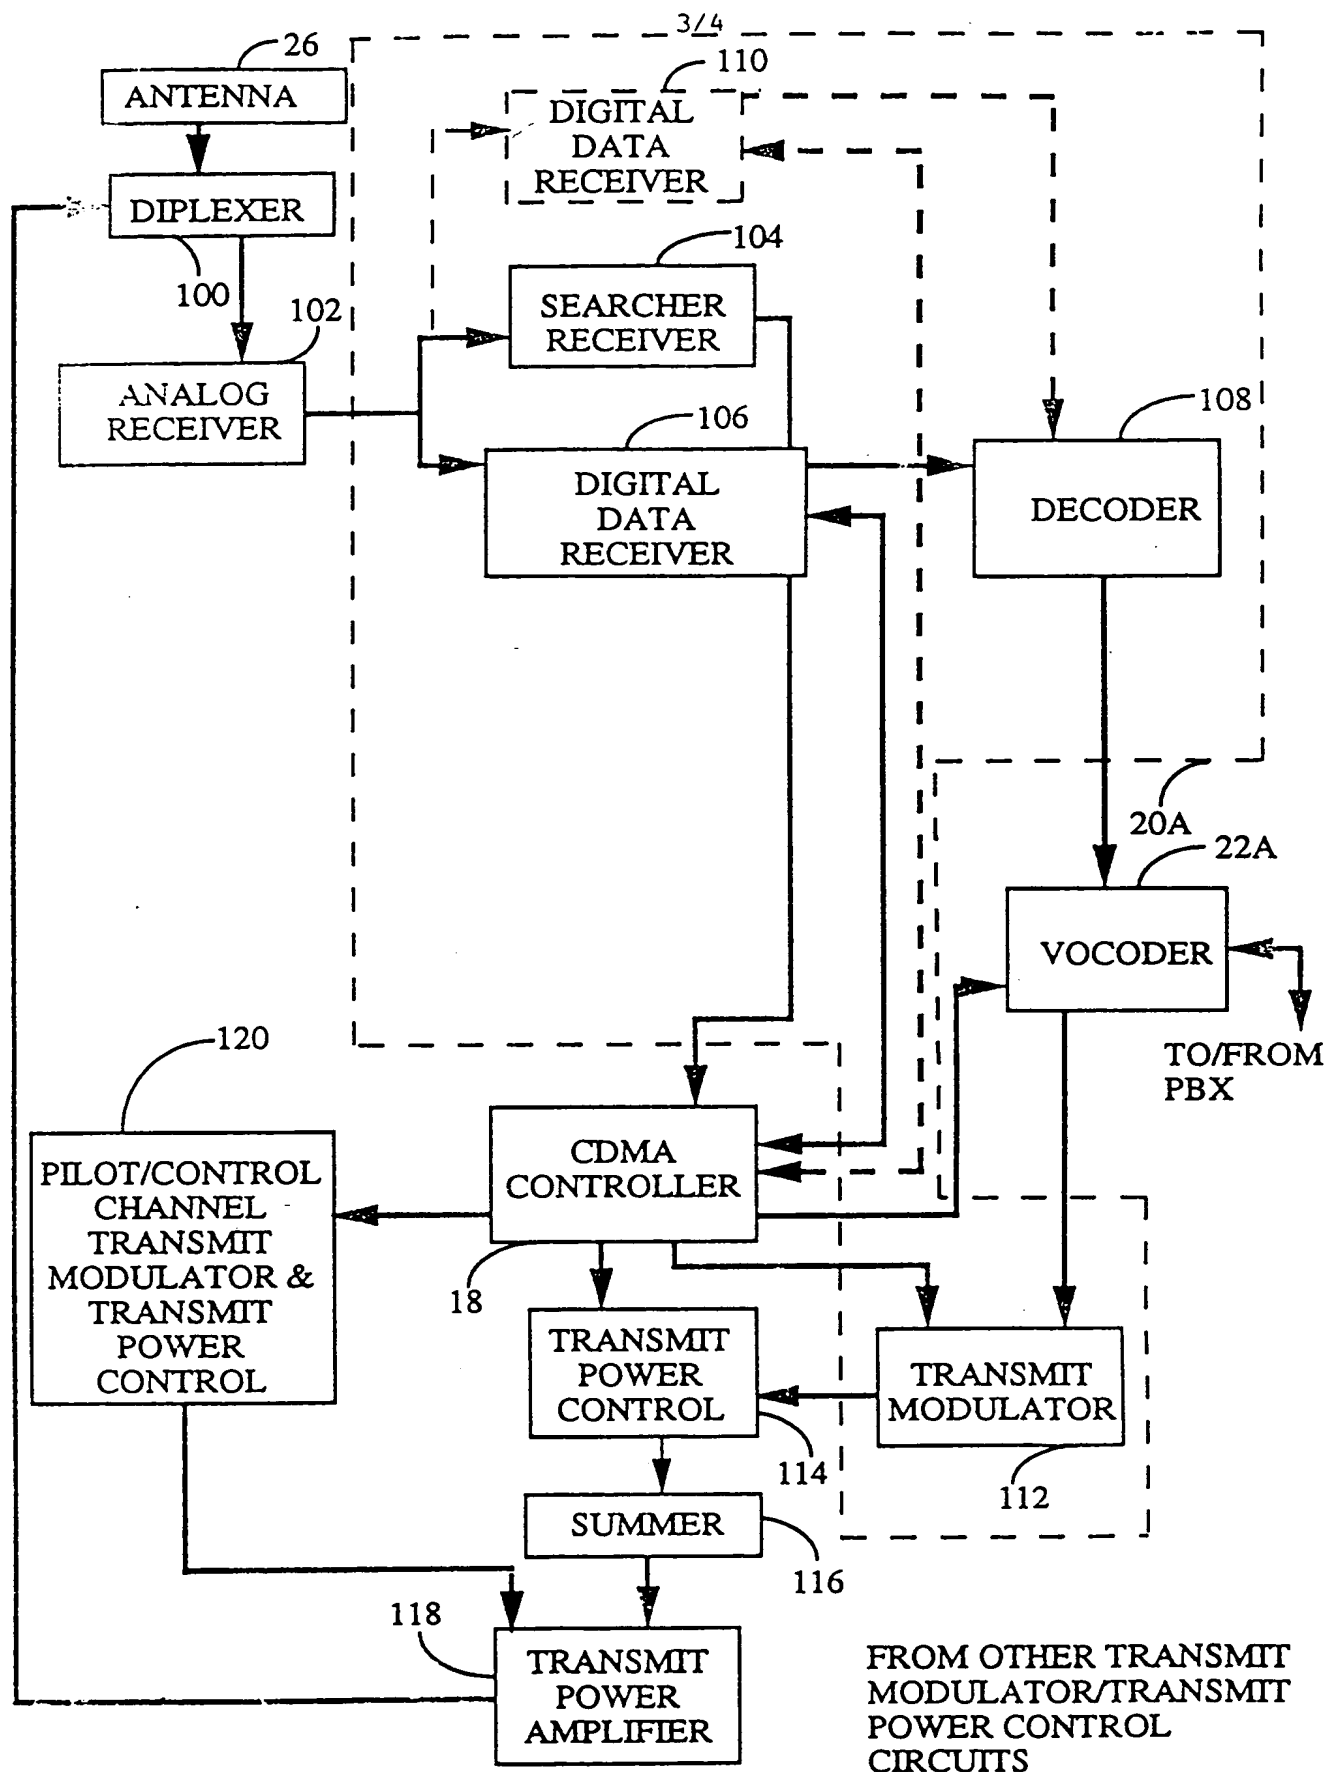 3/4
26
ANTENNA
110
DIGITAL
DATA
RECEIVER
DIPLEXER
100
104
SEARCHER
RECEIVER
102
ANALOG
RECEIVER
106
DIGITAL
DATA
RECEIVER
108
DECODER
20A
22A
VOCODER
TO/FROM
PBX
120
PILOT/CONTROL
CHANNEL
TRANSMIT
MODULATOR &
TRANSMIT
POWER
CONTROL
CDMA
CONTROLLER
18
TRANSMIT
POWER
CONTROL
114
TRANSMIT
MODULATOR
112
SUMMER
116
118
TRANSMIT
POWER
AMPLIFIER
FROM OTHER TRANSMIT
MODULATOR/TRANSMIT
POWER CONTROL
CIRCUITS